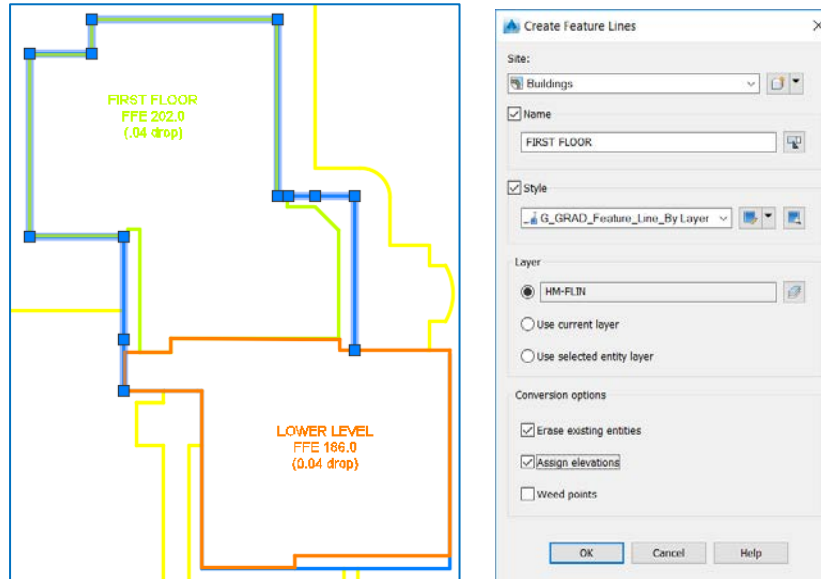 FIRST FLOOR
FFE 202.0
(.04 drop)
LOWER LEVEL
FFE 186.0
(0.04 drop)
Create Feature Lines
Site:
Buildings
Name
FIRST FLOOR
Style
G_GRAD_Feature_Line_By Layer
Layer
HM-FLIN
Use current layer
Use selected entity layer
Conversion options
Erase existing entities
Assign elevations
Weed points
OK Cancel Help